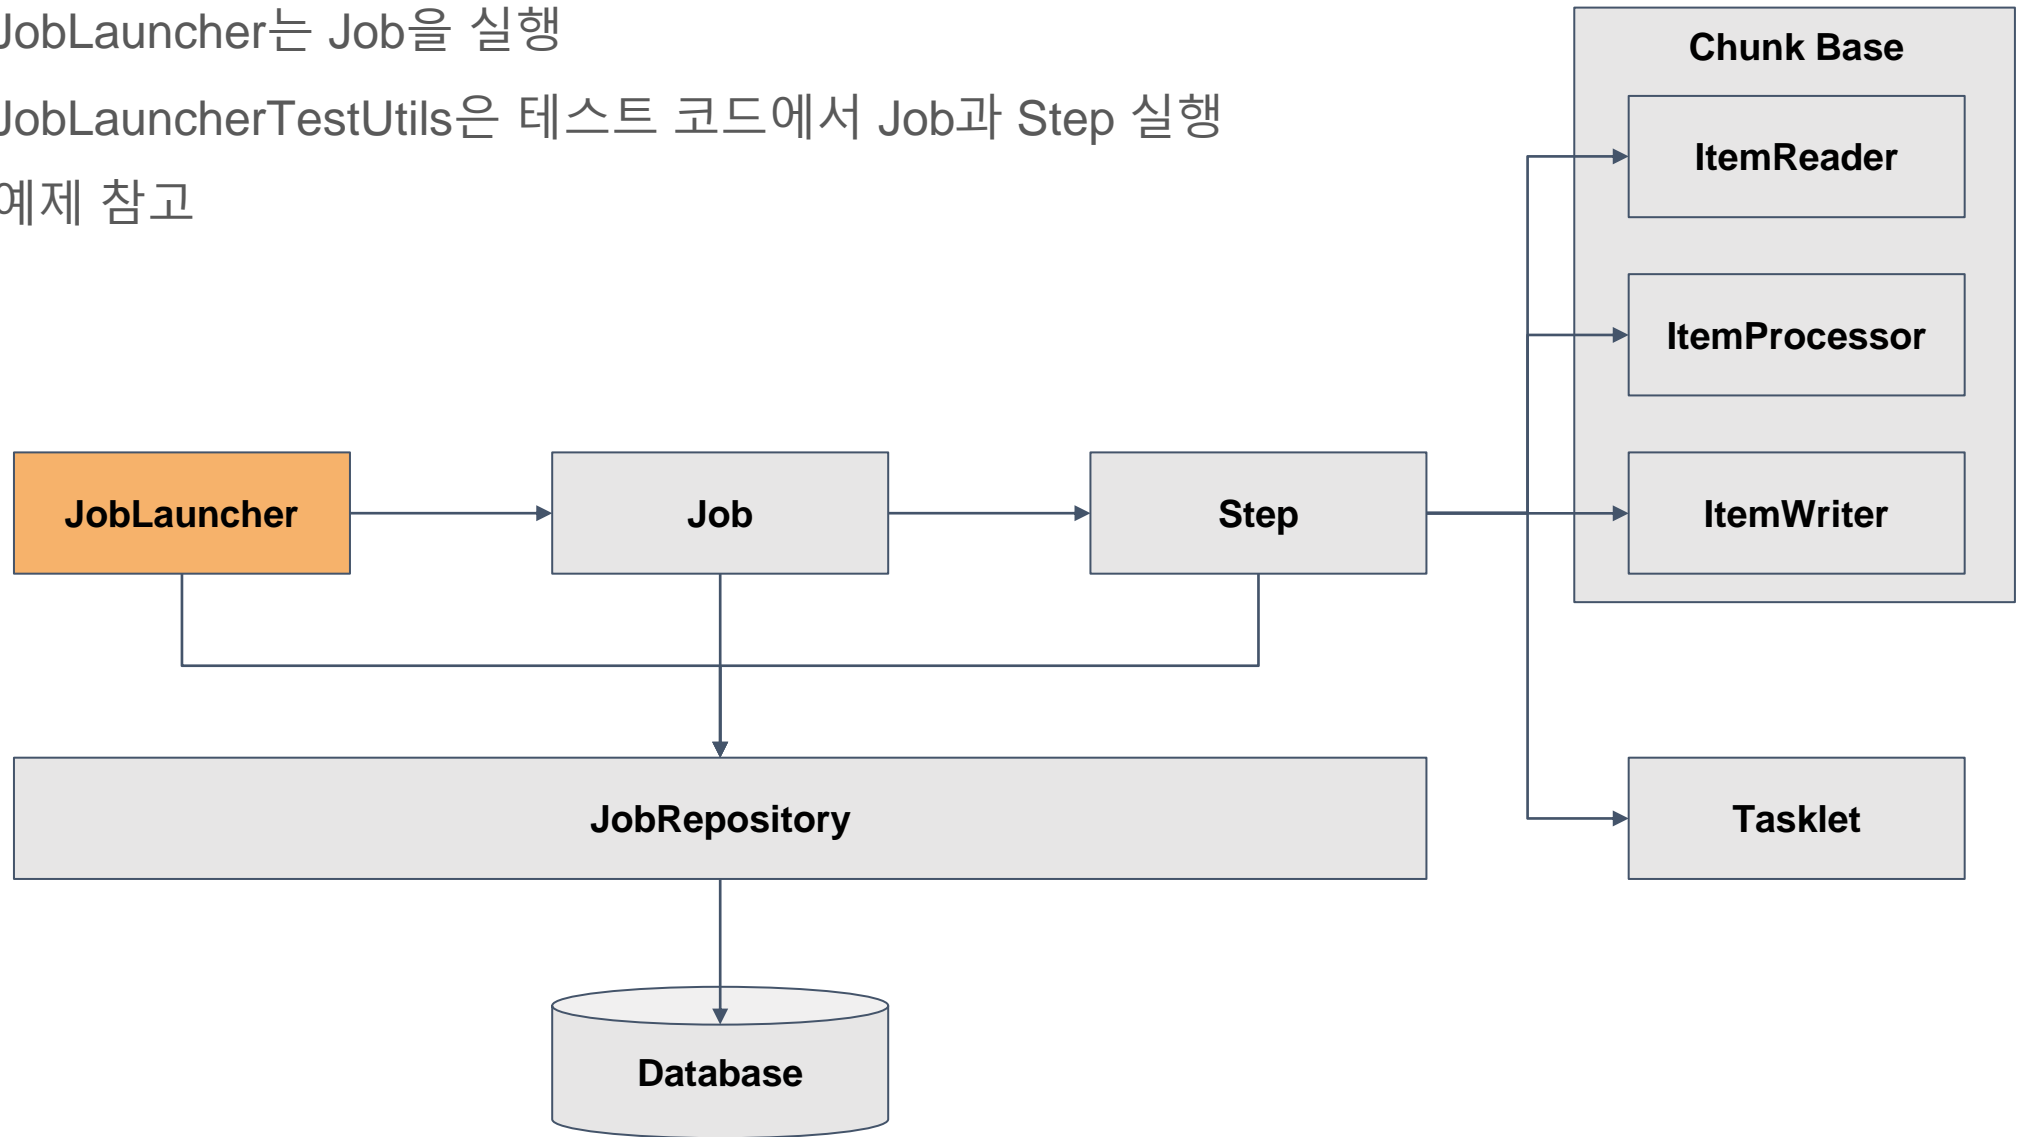 JobLauncher는 Job을 실행
JobLauncherTestUtils은 테스트 코드에서 Job과 Step 실행
예제 참고
Chunk Base
ItemReader
ItemProcessor
JobLauncher
Job
Step
ItemWriter
JobRepository
Tasklet
Database